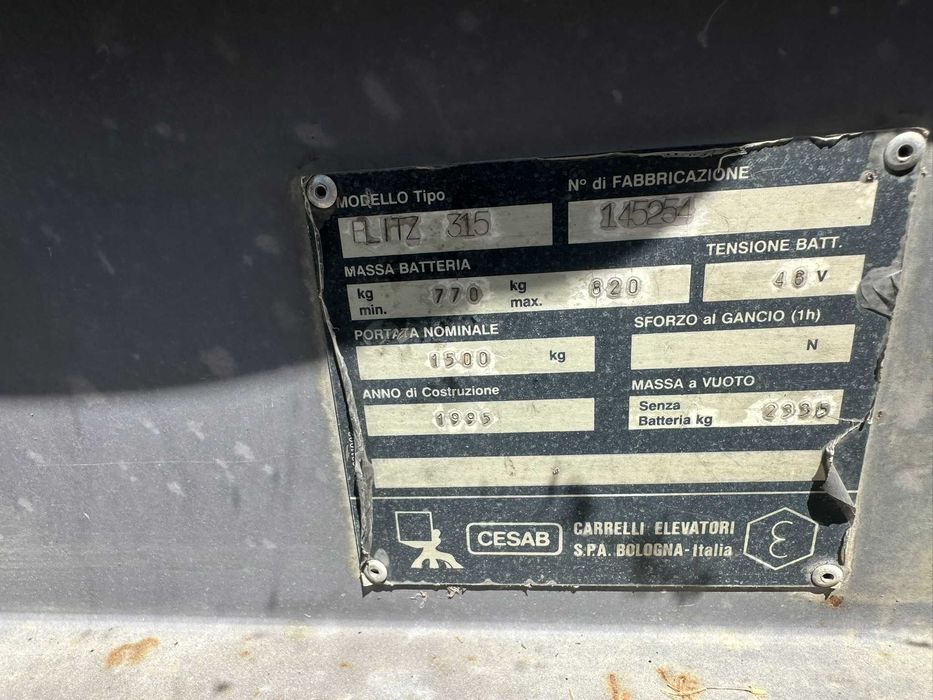 MODELLO Tipo
BLITZ 315
N° di FABBRICAZIONE
145254
MASSA BATTERIA
kg min. 770 kg max. 820
TENSIONE BATT.
48 V
PORTATA NOMINALE
1500 kg
SFORZO al GANCIO (1h)
N
ANNO di Costruzione
1995
MASSA a VUOTO
Senza
Batteria kg 2335
CESAB
CARRELLI ELEVATORI
S.P.A. BOLOGNA-Italia
Ɛ